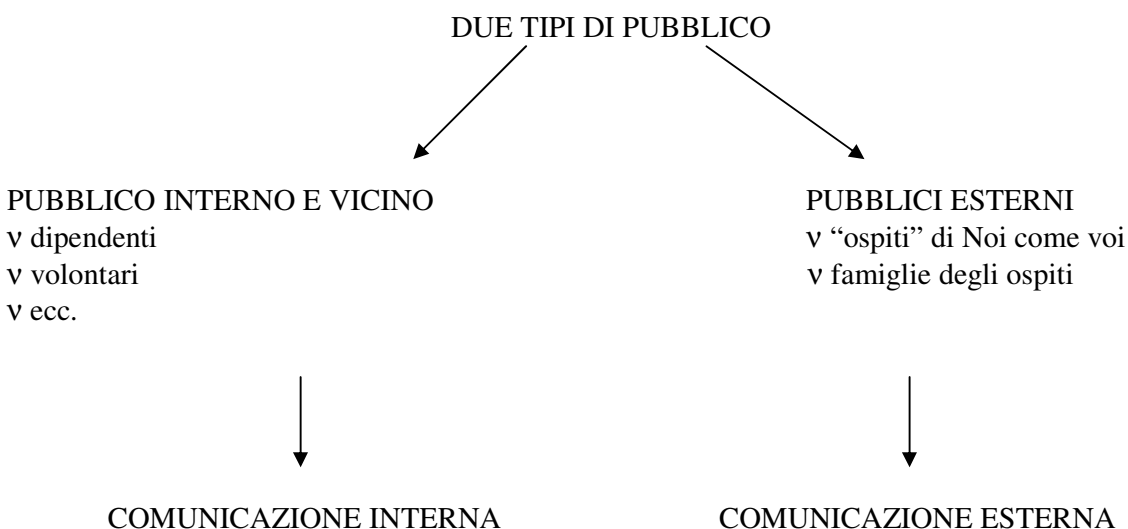 DUE TIPI DI PUBBLICO
PUBBLICO INTERNO E VICINO
ν dipendenti
ν volontari
ν ecc.
PUBBLICI ESTERNI
ν “ospiti” di Noi come voi
ν famiglie degli ospiti
COMUNICAZIONE INTERNA
COMUNICAZIONE ESTERNA